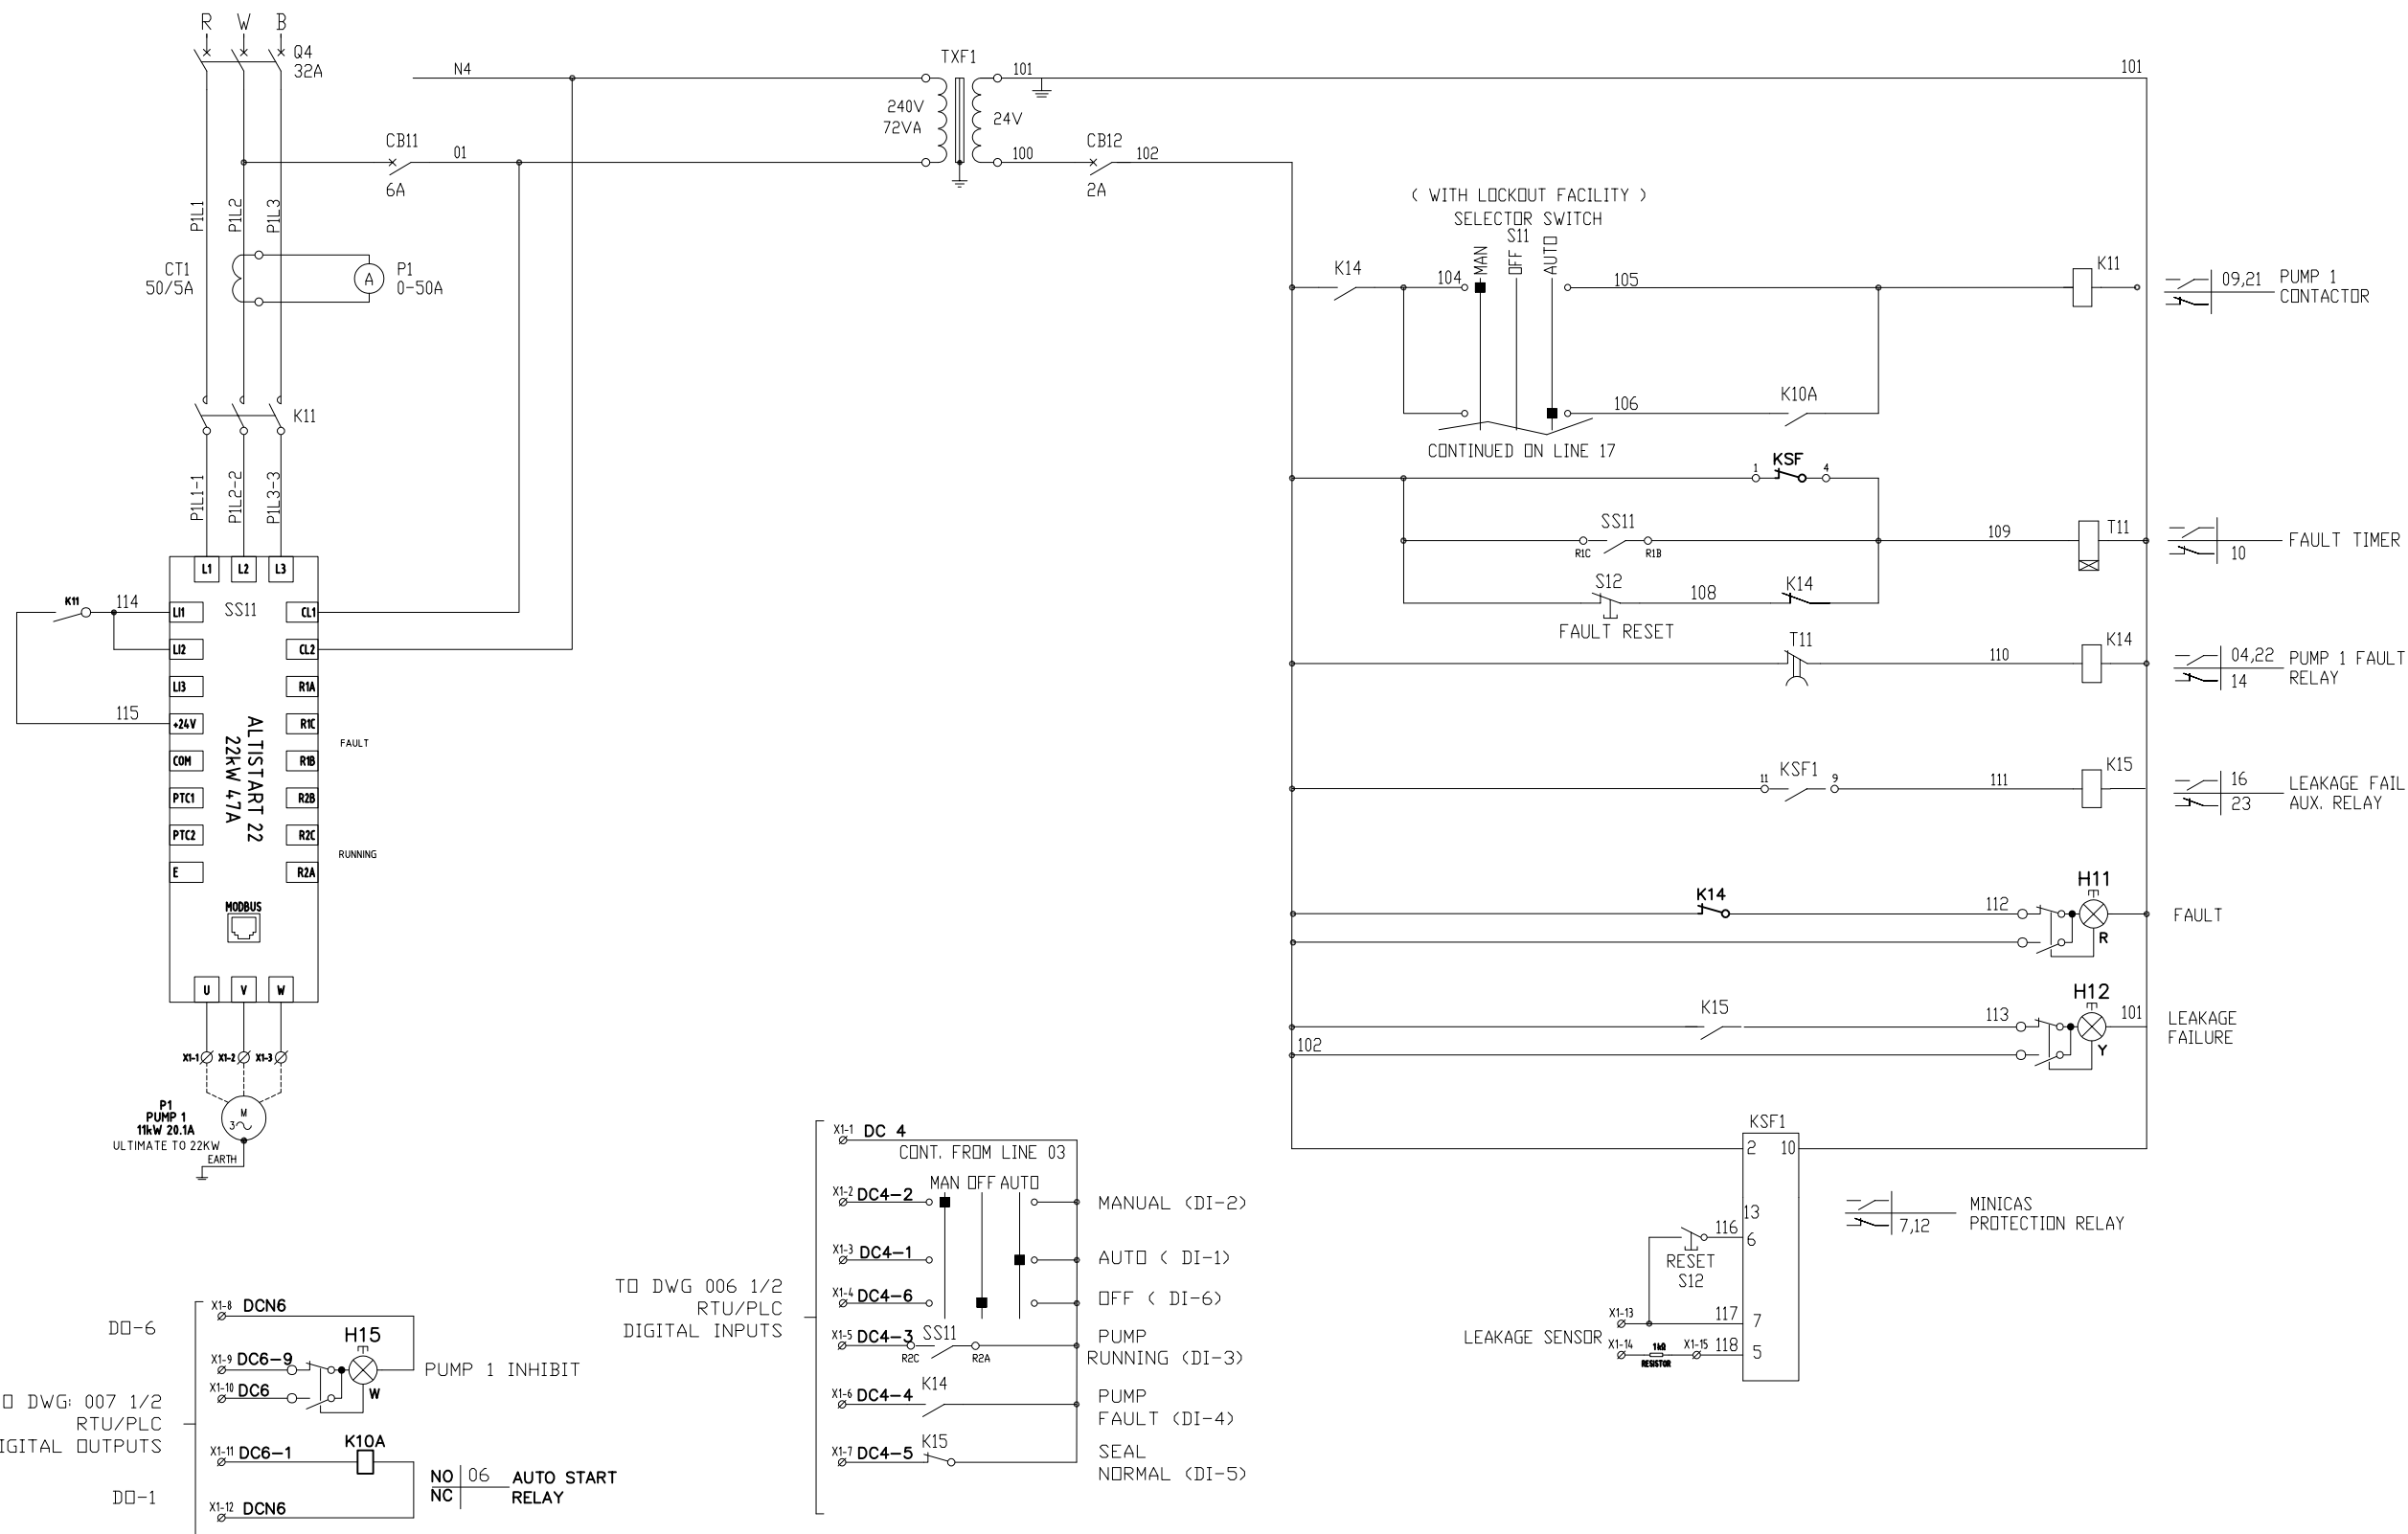 R W B
Q4
32A
N4
TXF1
101
101
240V
72VA
24V
CB11
01
6A
100
CB12
102
2A
P1L1
P1L2
P1L3
( WITH LOCKOUT FACILITY )
SELECTOR SWITCH
S11
MAN
OFF
AUTO
CT1
50/5A
A
P1
0-50A
K14
104
105
K11
09,21
PUMP 1
CONTACTOR
K11
106
K10A
CONTINUED ON LINE 17
P1L1-1
P1L2-2
P1L3-3
1
KSF
4
SS11
R1C
R1B
109
T11
10
FAULT TIMER
S12
108
K14
FAULT RESET
L1
L2
L3
K11
114
LI1
SS11
CL1
LI2
CL2
LI3
R1A
115
+24V
R1C
FAULT
COM
R1B
PTC1
R2B
PTC2
R2C
RUNNING
E
R2A
ALTISTART 22
22kW 47A
MODBUS
U
V
W
T11
110
K14
04,22
14
PUMP 1 FAULT
RELAY
11
KSF1
9
111
K15
16
23
LEAKAGE FAIL
AUX. RELAY
K14
112
H11
R
FAULT
K15
113
H12
101
Y
LEAKAGE
FAILURE
102
X1-1
X1-2
X1-3
P1
PUMP 1
11kW 20.1A
ULTIMATE TO 22KW
M
3
EARTH
X1-1 DC 4
CONT. FROM LINE 03
MAN OFF AUTO
X1-2 DC4-2
MANUAL (DI-2)
X1-3 DC4-1
AUTO ( DI-1)
X1-4 DC4-6
OFF ( DI-6)
TO DWG 006 1/2
RTU/PLC
DIGITAL INPUTS
X1-5 DC4-3 SS11
R2C
R2A
PUMP
RUNNING (DI-3)
X1-6 DC4-4 K14
PUMP
FAULT (DI-4)
X1-7 DC4-5 K15
SEAL
NORMAL (DI-5)
KSF1
2
10
13
116
6
RESET
S12
MINICAS
PROTECTION RELAY
7,12
X1-13
117
7
LEAKAGE SENSOR
X1-14
1kΩ
RESISTOR
X1-15
118
5
X1-8 DCN6
DO-6
H15
X1-9 DC6-9
PUMP 1 INHIBIT
X1-10 DC6
W
O DWG: 007 1/2
RTU/PLC
IGITAL OUTPUTS
X1-11 DC6-1
K10A
NO
06
NC
AUTO START
RELAY
DO-1
X1-12 DCN6